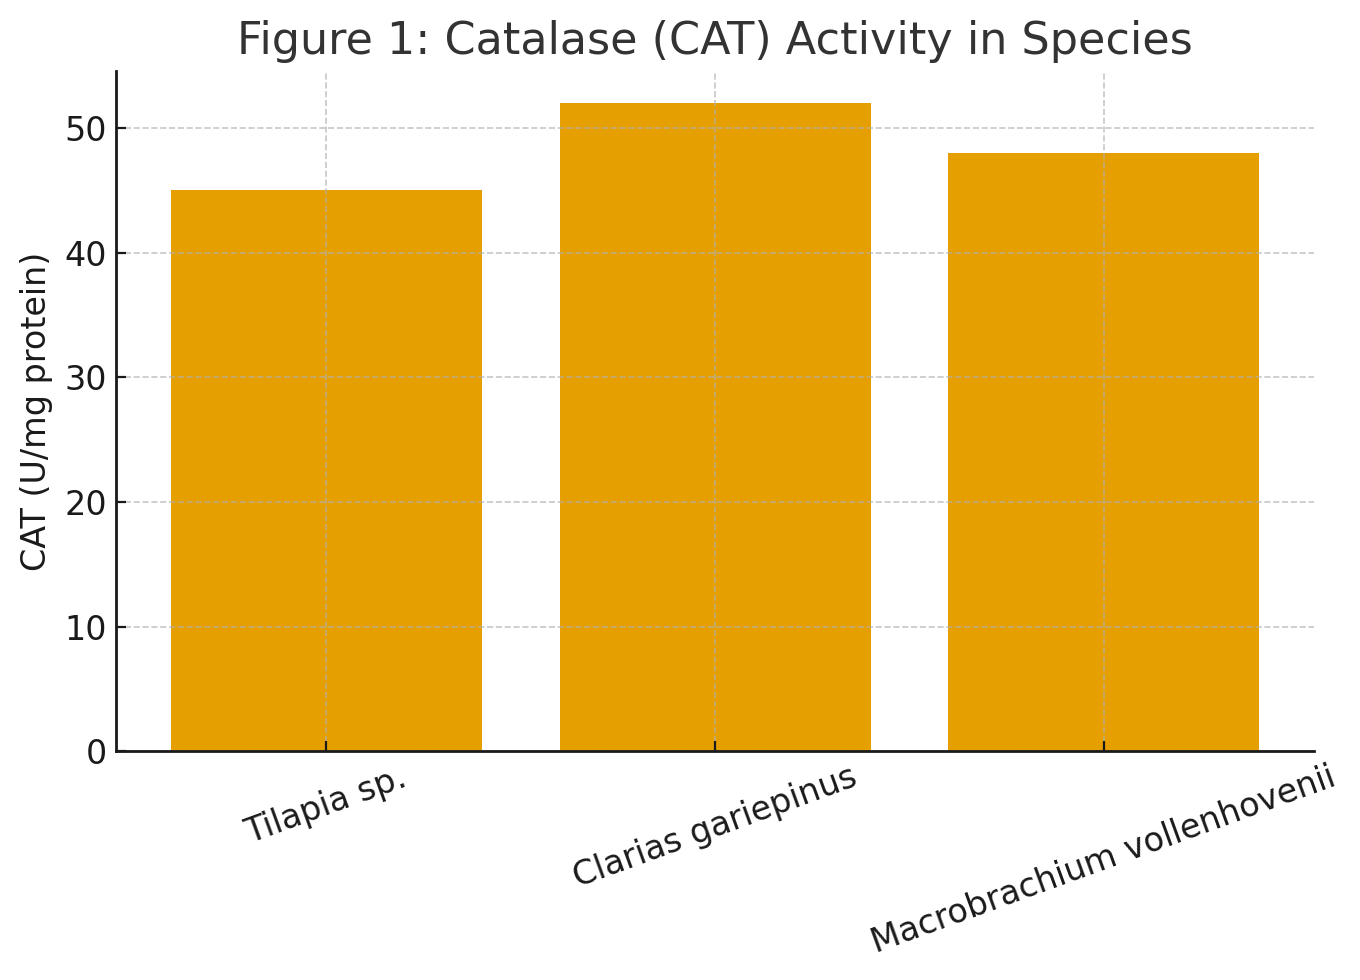 Figure 1: Catalase (CAT) Activity in Species
CAT (U/mg protein)
50
40
30
20
10
0
Tilapia sp.
Clarias gariepinus
Macrobrachium vollenhovenii